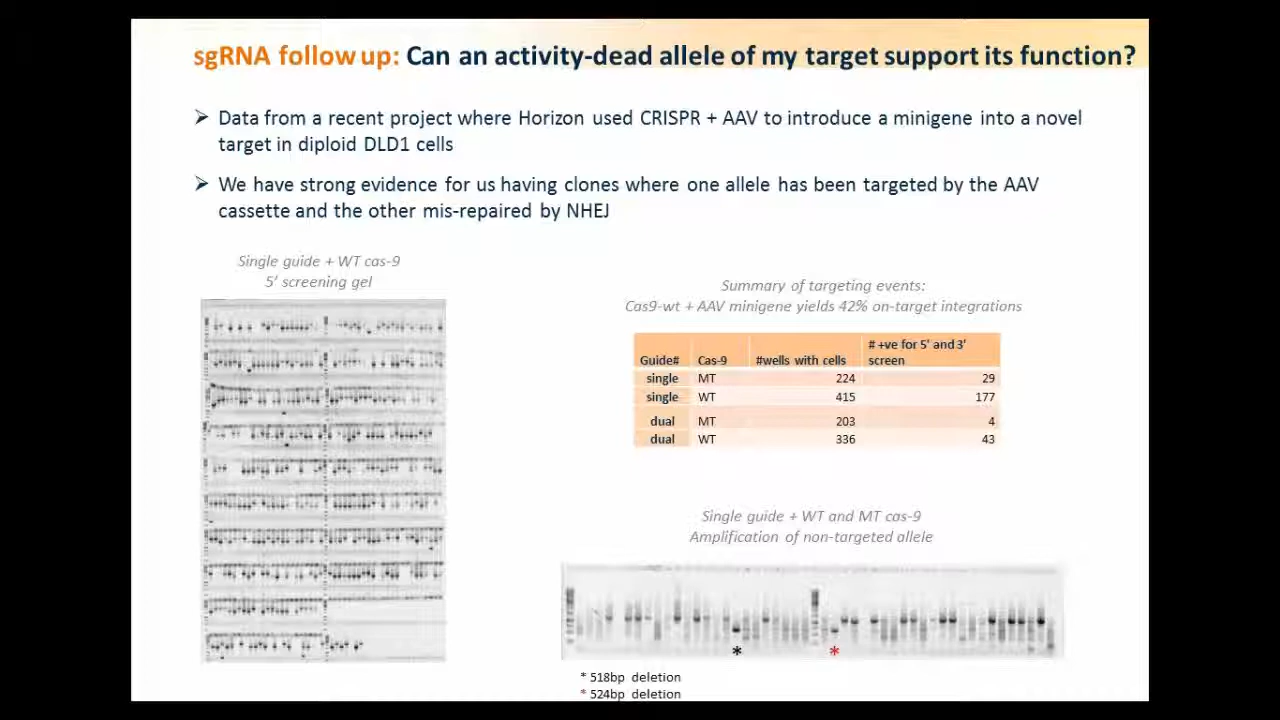 sgRNA follow up: Can an activity-dead allele of my target support its function?
➢ Data from a recent project where Horizon used CRISPR + AAV to introduce a minigene into a novel
target in diploid DLD1 cells
➢ We have strong evidence for us having clones where one allele has been targeted by the AAV
cassette and the other mis-repaired by NHEJ
Single guide + WT cas-9
5' screening gel
Summary of targeting events:
Cas9-wt + AAV minigene yields 42% on-target integrations
Guide# Cas-9 #wells with cells # +ve for 5' and 3' screen
single MT 224 29
single WT 415 177
dual MT 203 4
dual WT 336 43
Single guide + WT and MT cas-9
Amplification of non-targeted allele
* *
* 518bp deletion
* 524bp deletion